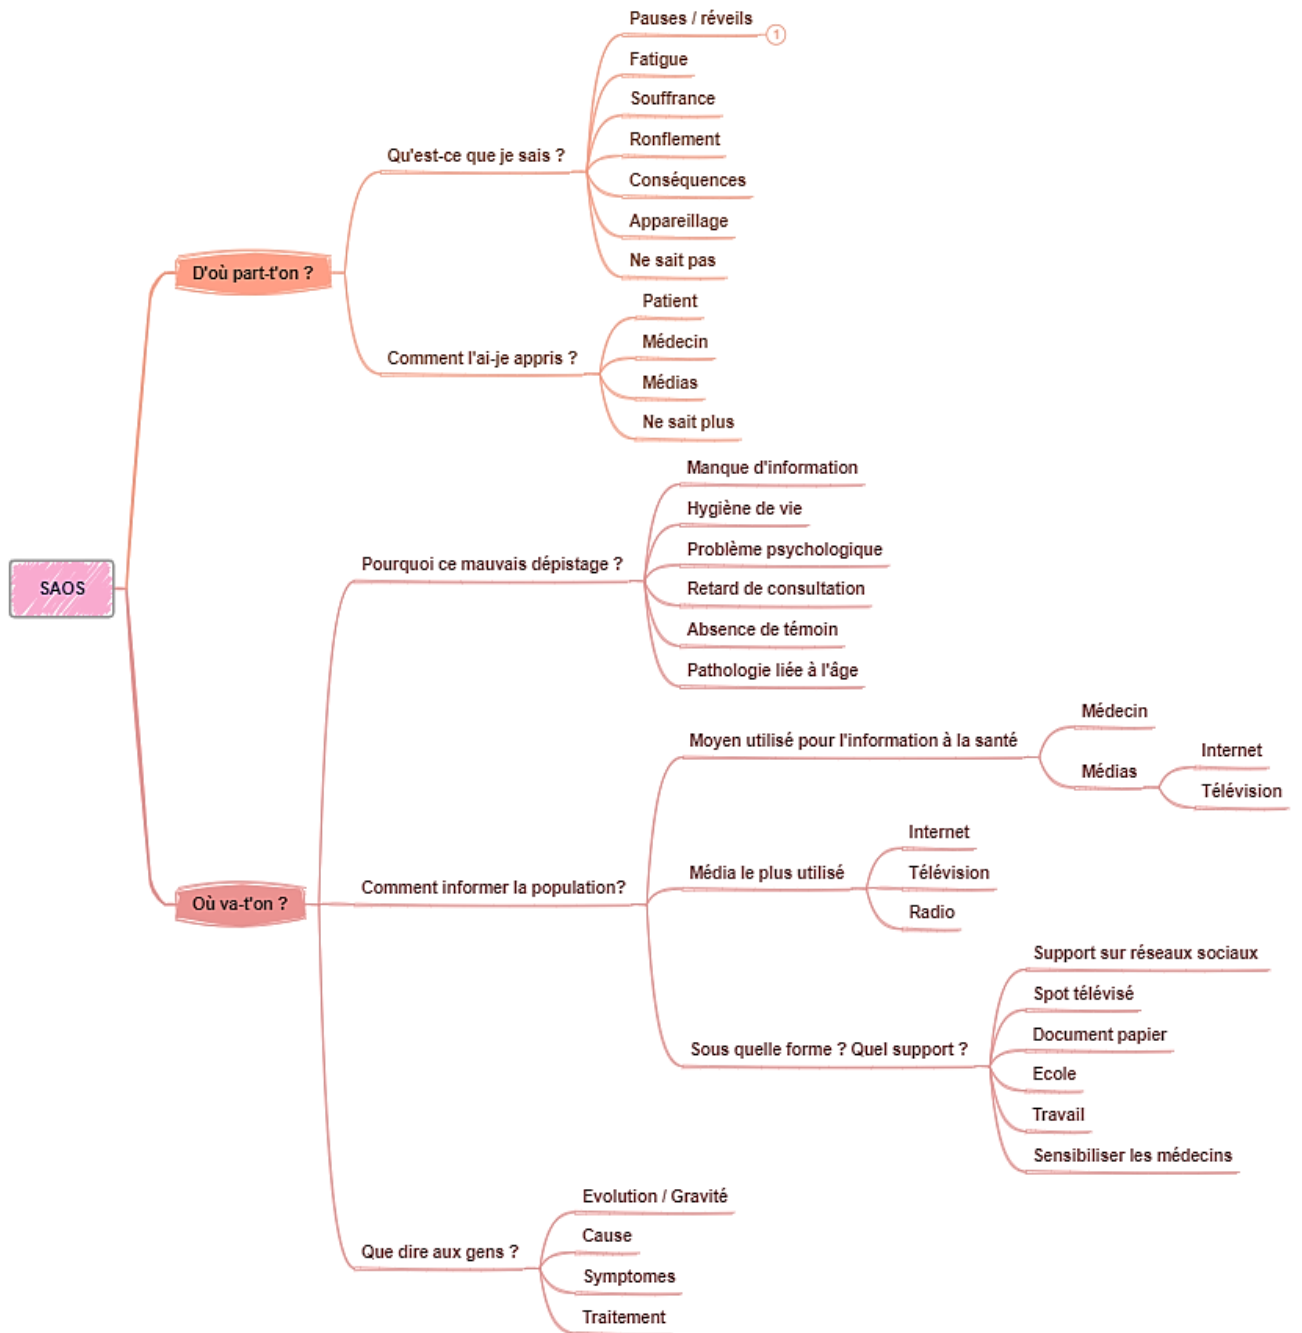 SAOS
D'où part-t'on ?
Qu'est-ce que je sais ?
Pauses / réveils
1
Fatigue
Souffrance
Ronflement
Conséquences
Appareillage
Ne sait pas
Comment l'ai-je appris ?
Patient
Médecin
Médias
Ne sait plus
Où va-t'on ?
Pourquoi ce mauvais dépistage ?
Manque d'information
Hygiène de vie
Problème psychologique
Retard de consultation
Absence de témoin
Pathologie liée à l'âge
Comment informer la population?
Moyen utilisé pour l'information à la santé
Médecin
Médias
Internet
Télévision
Média le plus utilisé
Internet
Télévision
Radio
Sous quelle forme ? Quel support ?
Support sur réseaux sociaux
Spot télévisé
Document papier
Ecole
Travail
Sensibiliser les médecins
Que dire aux gens ?
Evolution / Gravité
Cause
Symptomes
Traitement